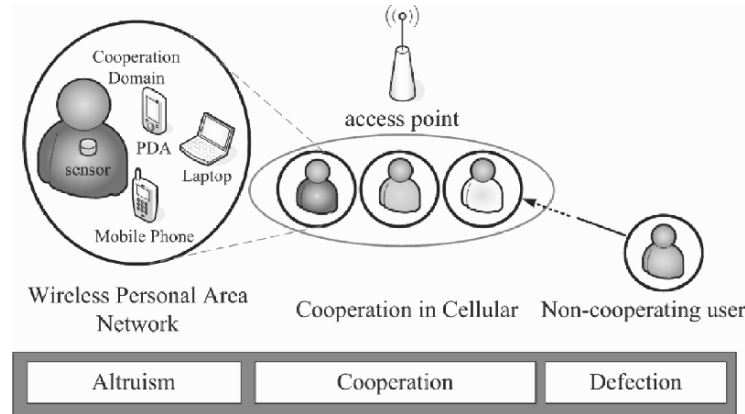 Cooperation
Domain
access point
sensor
PDA
Laptop
Mobile Phone
Wireless Personal Area
Network
Cooperation in Cellular
Non-cooperating user
Altruism
Cooperation
Defection